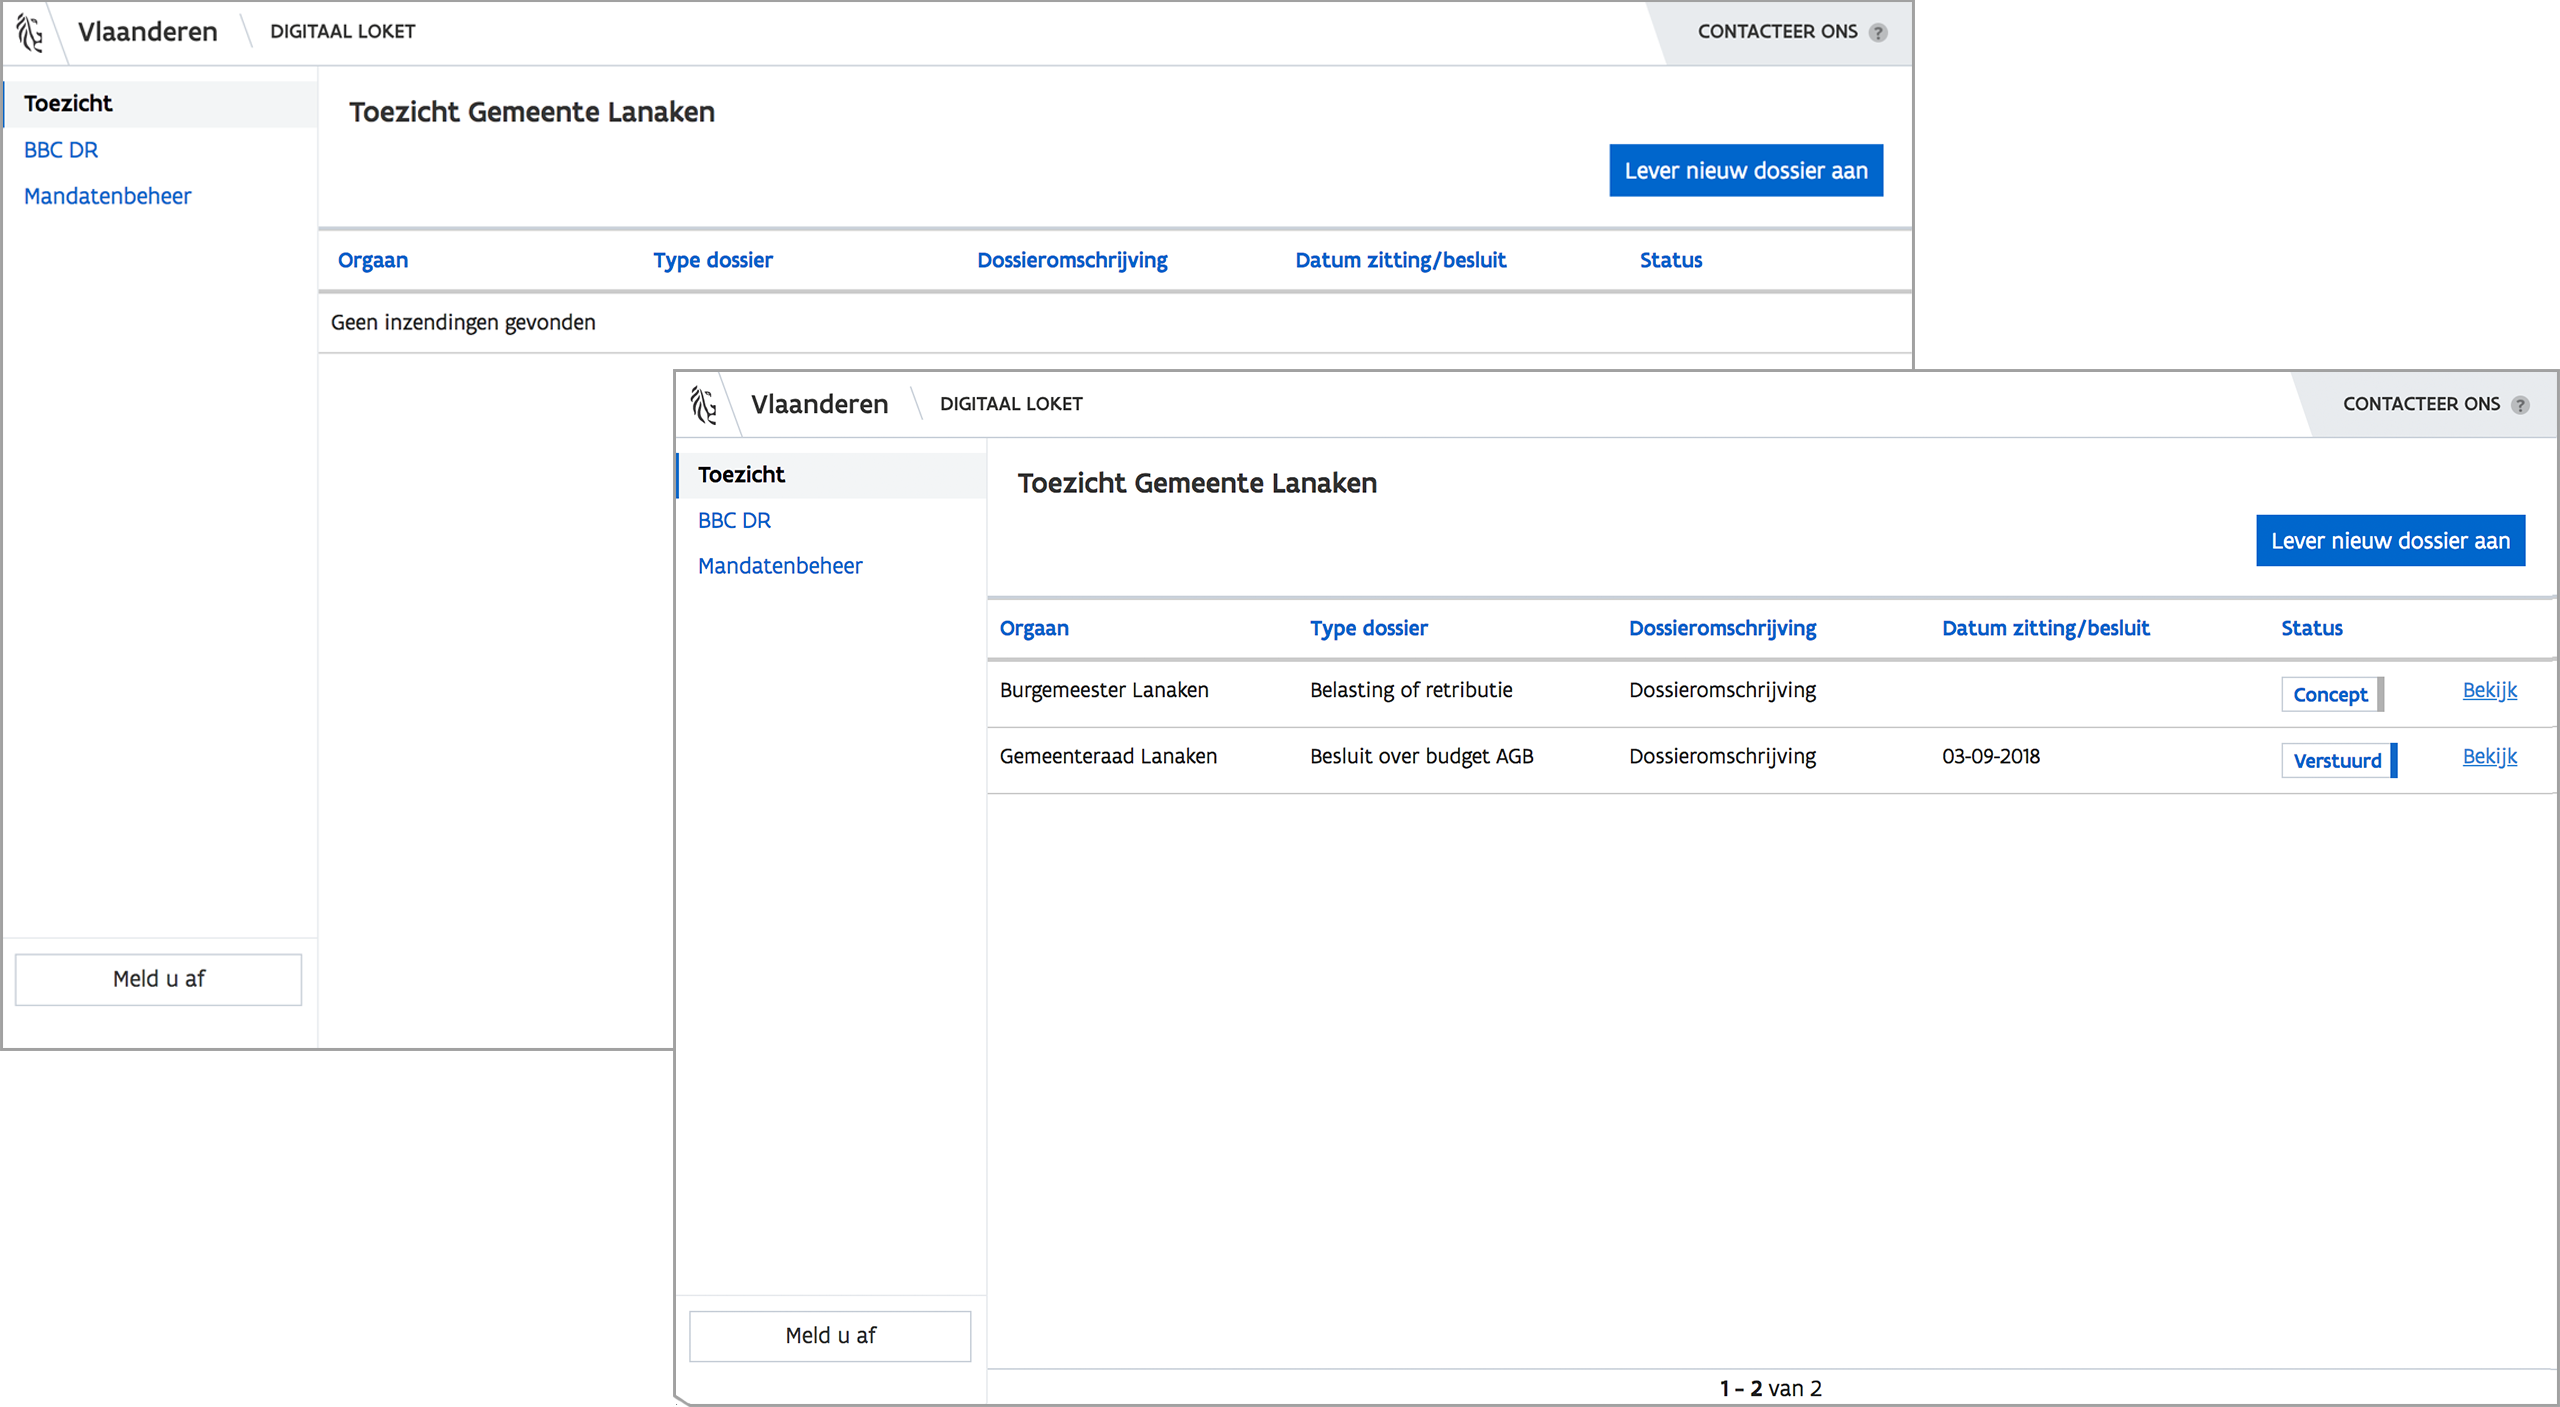 Vlaanderen DIGITAAL LOKET CONTACTEER ONS ?
Toezicht
BBC DR
Mandatenbeheer
Toezicht Gemeente Lanaken
Lever nieuw dossier aan
Orgaan Type dossier Dossieromschrijving Datum zitting/besluit Status
Geen inzendingen gevonden
Meld u af
Vlaanderen DIGITAAL LOKET CONTACTEER ONS ?
Toezicht
BBC DR
Mandatenbeheer
Toezicht Gemeente Lanaken
Lever nieuw dossier aan
Orgaan Type dossier Dossieromschrijving Datum zitting/besluit Status
Burgemeester Lanaken Belasting of retributie Dossieromschrijving Concept Bekijk
Gemeenteraad Lanaken Besluit over budget AGB Dossieromschrijving 03-09-2018 Verstuurd Bekijk
Meld u af
1 - 2 van 2